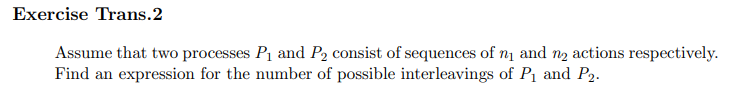 Exercise Trans.2
Assume that two processes P₁ and P₂ consist of sequences of n₁ and n₂ actions respectively.
Find an expression for the number of possible interleavings of P₁ and P₂.